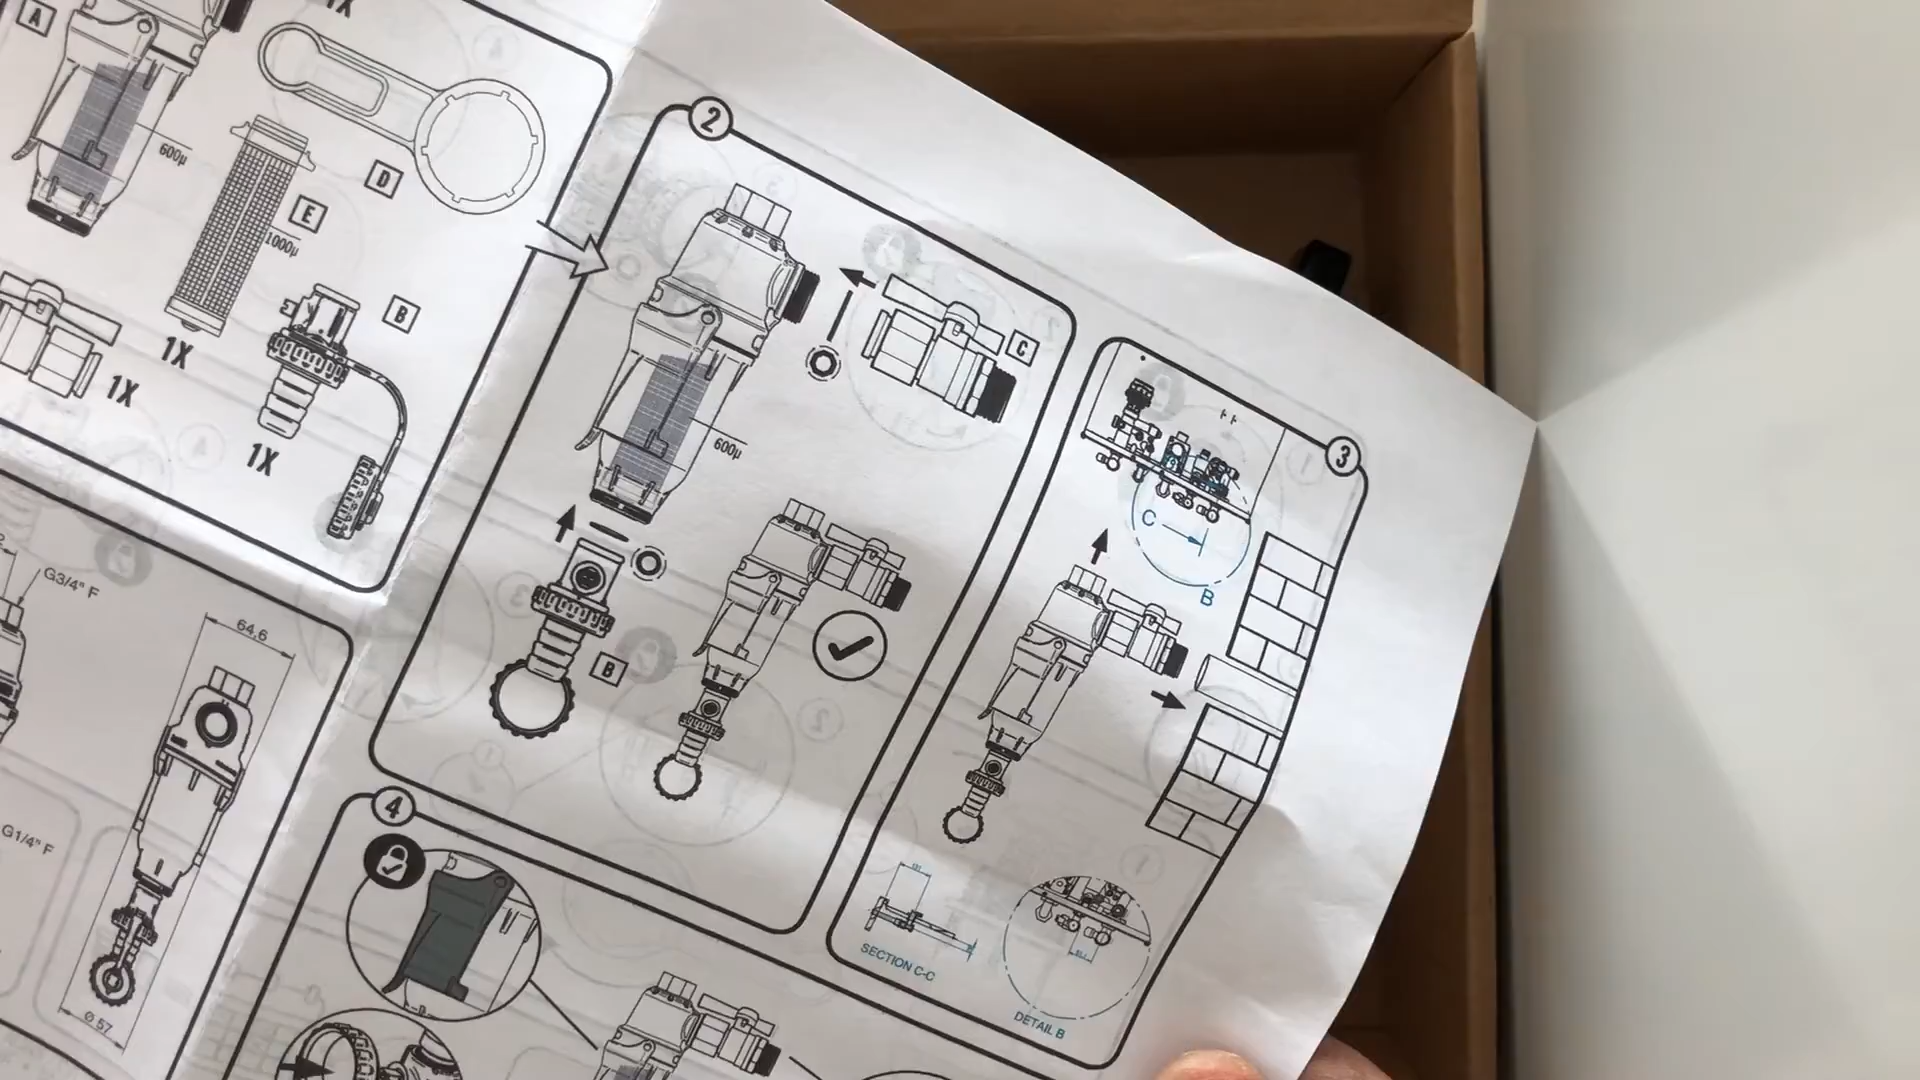 A
1X
600µ
D
E
1000µ
B
1X
1X
1X
2
C
600µ
B
3
C
B
SECTION C-C
DETAIL B
G3/4" F
64,6
G1/4" F
Ø 57
4